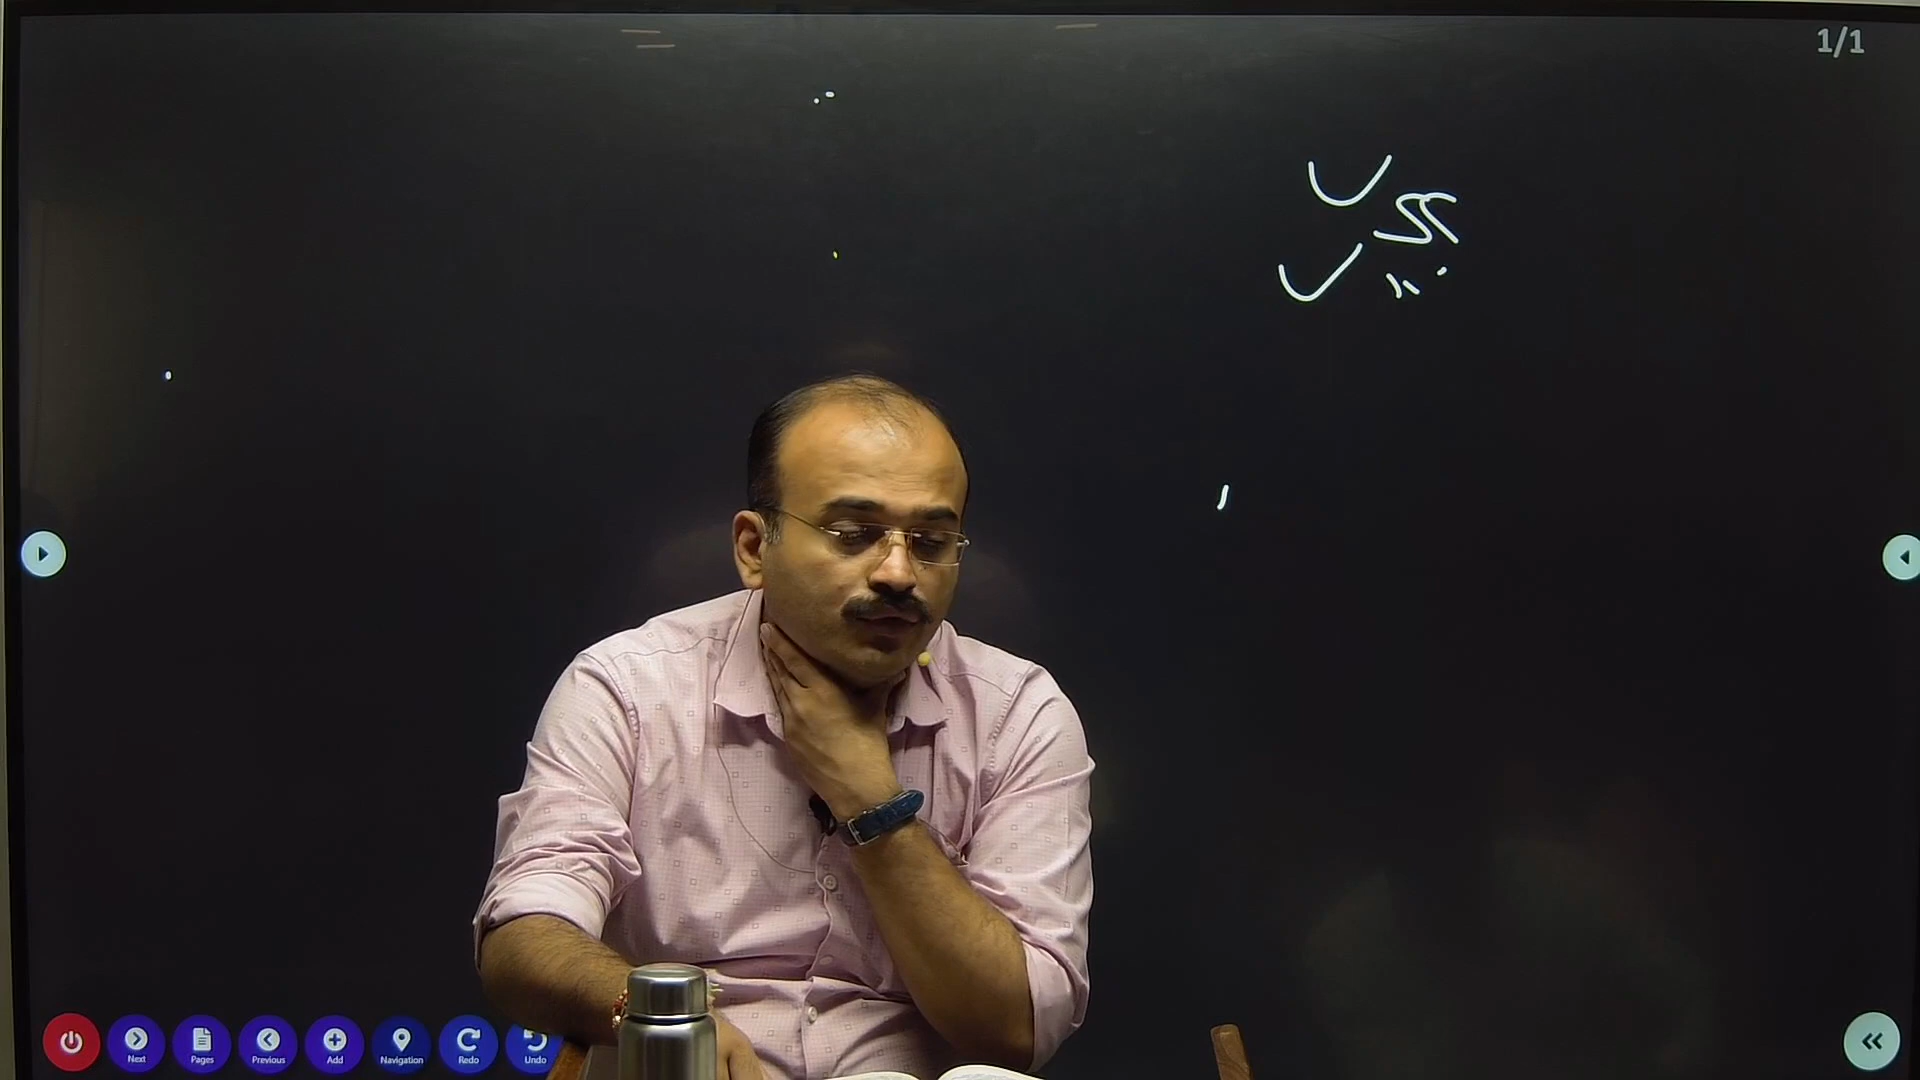 1/1
Next
Pages
Previous
Add
Navigation
Redo
Undo